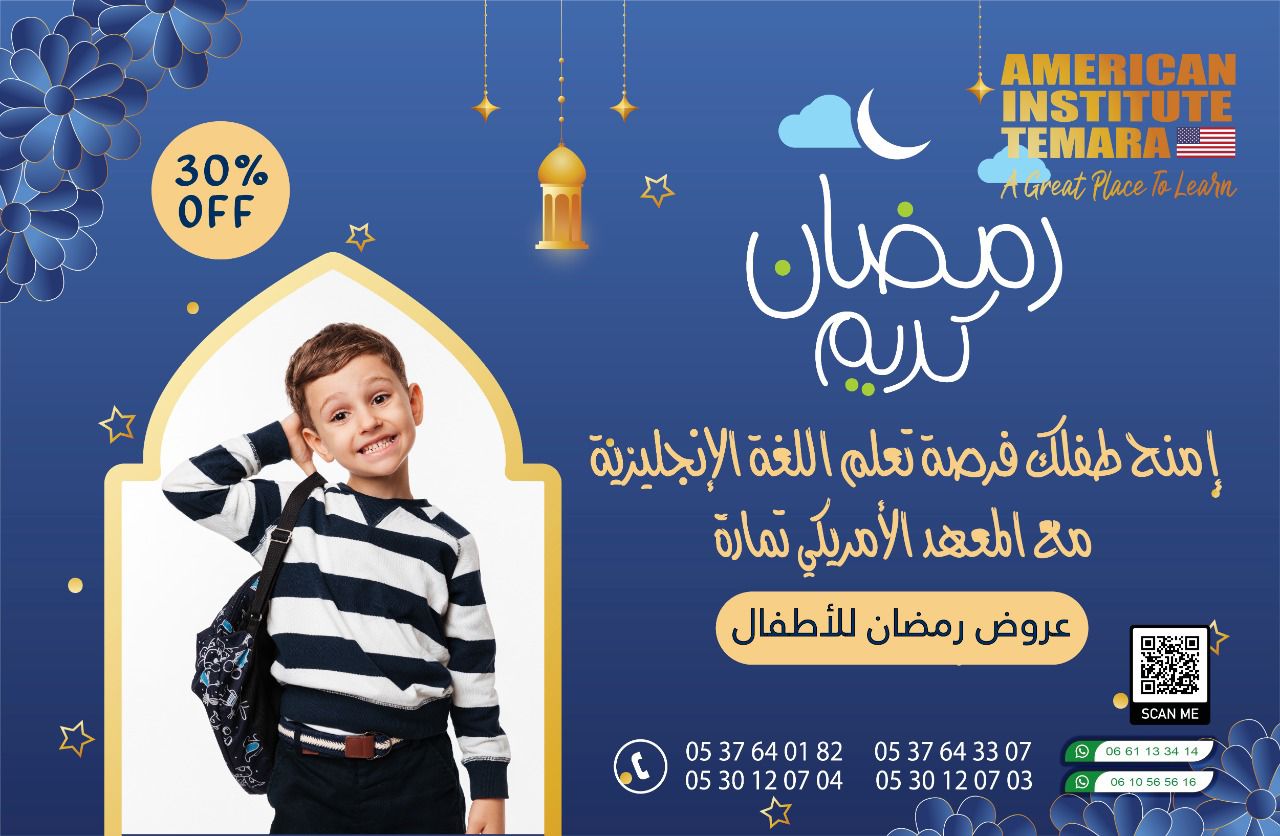 AMERICAN
INSTITUTE
TEMARA
A Great Place To Learn
30%
OFF
رمضان
كريم
إمنح طفلك فرصة تعلم اللغة الإنجليزية
مع المعهد الأمريكي تمارة
عروض رمضان للأطفال
SCAN ME
05 37 64 01 82
05 37 64 33 07
05 30 12 07 04
05 30 12 07 03
06 61 13 34 14
06 10 56 56 16